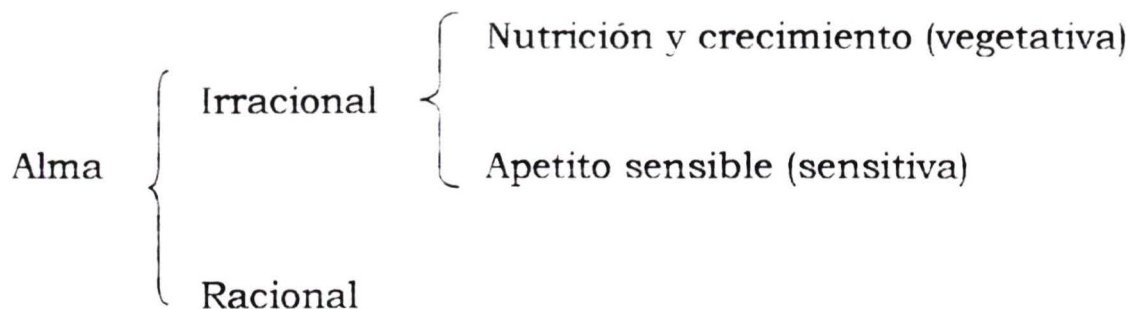 Nutrición y crecimiento (vegetativa)
Irracional
Alma
Apetito sensible (sensitiva)
Racional